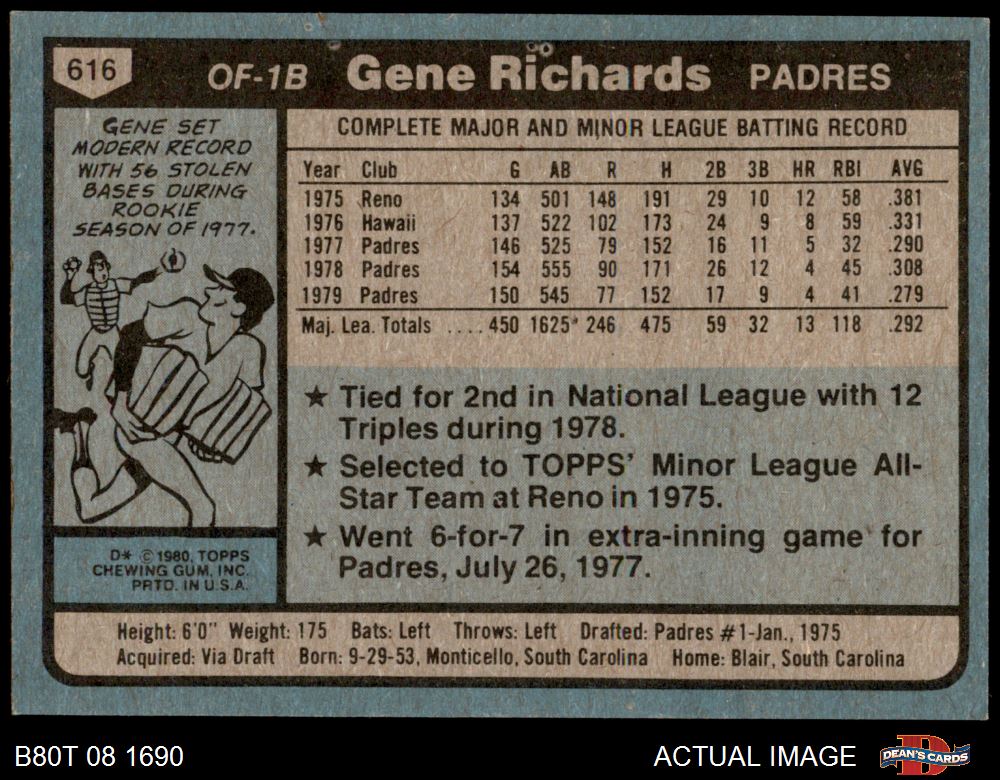 616 OF-1B Gene Richards PADRES
GENE SET
MODERN RECORD
WITH 56 STOLEN
BASES DURING
ROOKIE
SEASON OF 1977.
D* © 1980, TOPPS
CHEWING GUM, INC.
PRTD. IN U.S.A.
COMPLETE MAJOR AND MINOR LEAGUE BATTING RECORD
Year Club G AB R H 2B 3B HR RBI AVG
1975 Reno 134 501 148 191 29 10 12 58 .381
1976 Hawaii 137 522 102 173 24 9 8 59 .331
1977 Padres 146 525 79 152 16 11 5 32 .290
1978 Padres 154 555 90 171 26 12 4 45 .308
1979 Padres 150 545 77 152 17 9 4 41 .279
Maj. Lea. Totals .... 450 1625* 246 475 59 32 13 118 .292
★ Tied for 2nd in National League with 12
Triples during 1978.
★ Selected to TOPPS' Minor League All-
Star Team at Reno in 1975.
★ Went 6-for-7 in extra-inning game for
Padres, July 26, 1977.
Height: 6'0" Weight: 175 Bats: Left Throws: Left Drafted: Padres #1-Jan., 1975
Acquired: Via Draft Born: 9-29-53, Monticello, South Carolina Home: Blair, South Carolina
B80T 08 1690 ACTUAL IMAGE DEAN'S CARDS